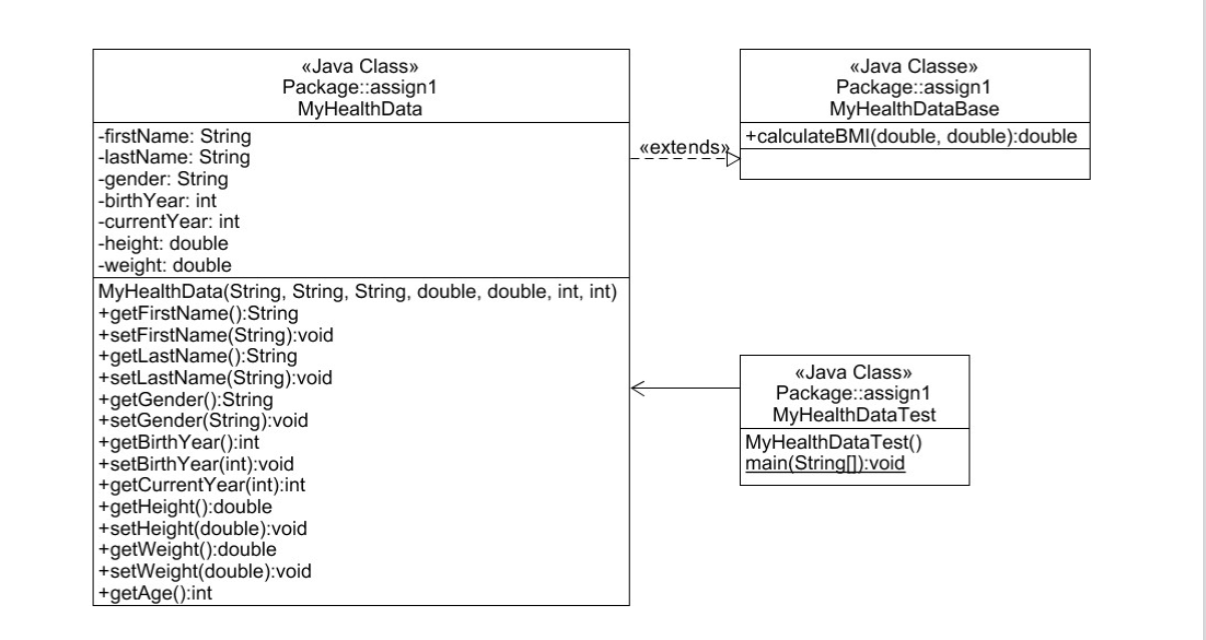 «Java Class»
Package::assign1
MyHealthData
-firstName: String
-lastName: String
-gender: String
-birthYear: int
-currentYear: int
-height: double
-weight: double
MyHealthData(String, String, String, double, double, int, int)
+getFirstName():String
+setFirstName(String):void
+getLastName():String
+setLastName(String):void
+getGender():String
+setGender(String):void
+getBirthYear():int
+setBirthYear(int):void
+getCurrentYear(int):int
+getHeight():double
+setHeight(double):void
+getWeight():double
+setWeight(double):void
+getAge():int
«extends»
«Java Classe»
Package::assign1
MyHealthDataBase
+calculateBMI(double, double):double
«Java Class»
Package::assign1
MyHealthDataTest
MyHealthDataTest()
main(String[]):void